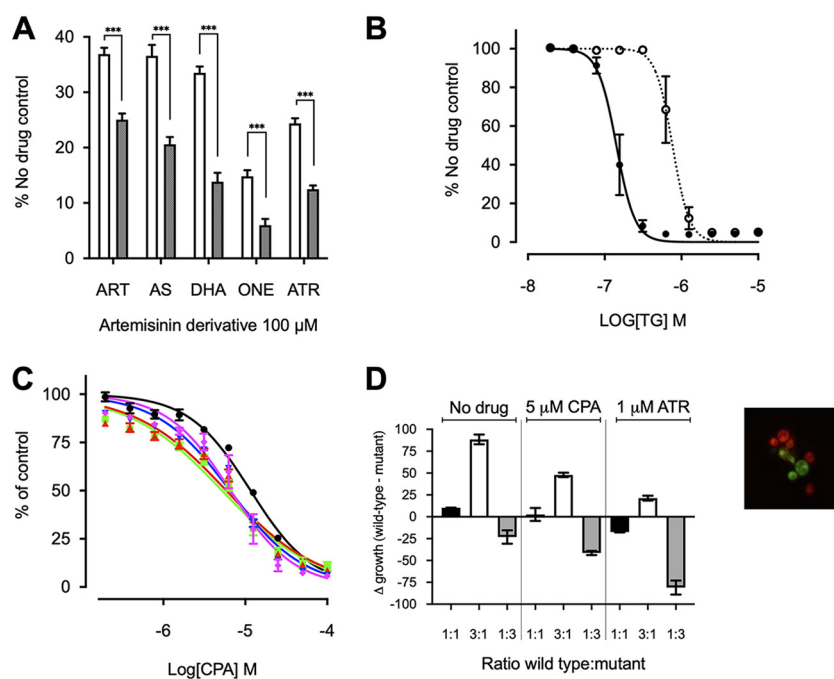 A
% No drug control
40
30
20
10
0
*** *** *** *** ***
ART AS DHA ONE ATR
Artemisinin derivative 100 µM
B
% No drug control
100
80
60
40
20
0
-8 -7 -6 -5
LOG[TG] M
C
% of control
100
75
50
25
0
-6 -5 -4
Log[CPA] M
D
No drug 5 µM CPA 1 µM ATR
Δ growth (wild-type - mutant)
100
75
50
25
0
-25
-50
-75
-100
1:1 3:1 1:3 1:1 3:1 1:3 1:1 3:1 1:3
Ratio wild type:mutant